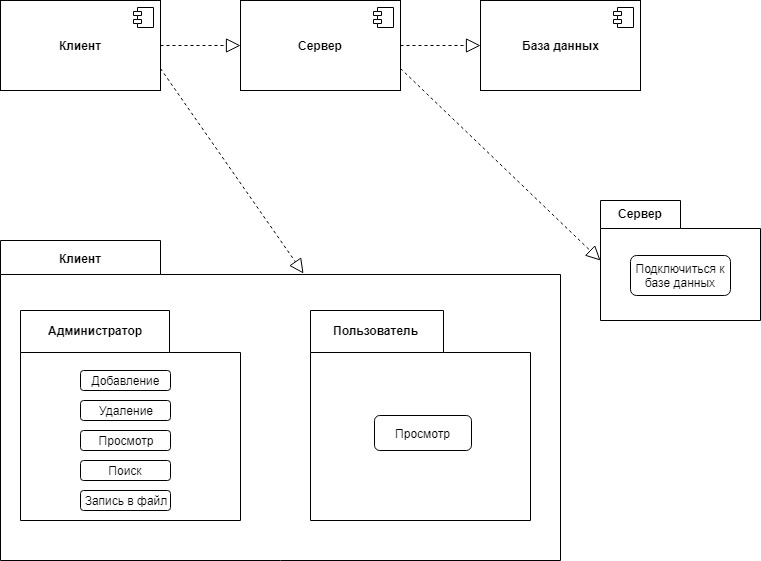 Клиент
Сервер
База данных
Сервер
Подключиться к
базе данных
Клиент
Администратор
Добавление
Удаление
Просмотр
Поиск
Запись в файл
Пользователь
Просмотр